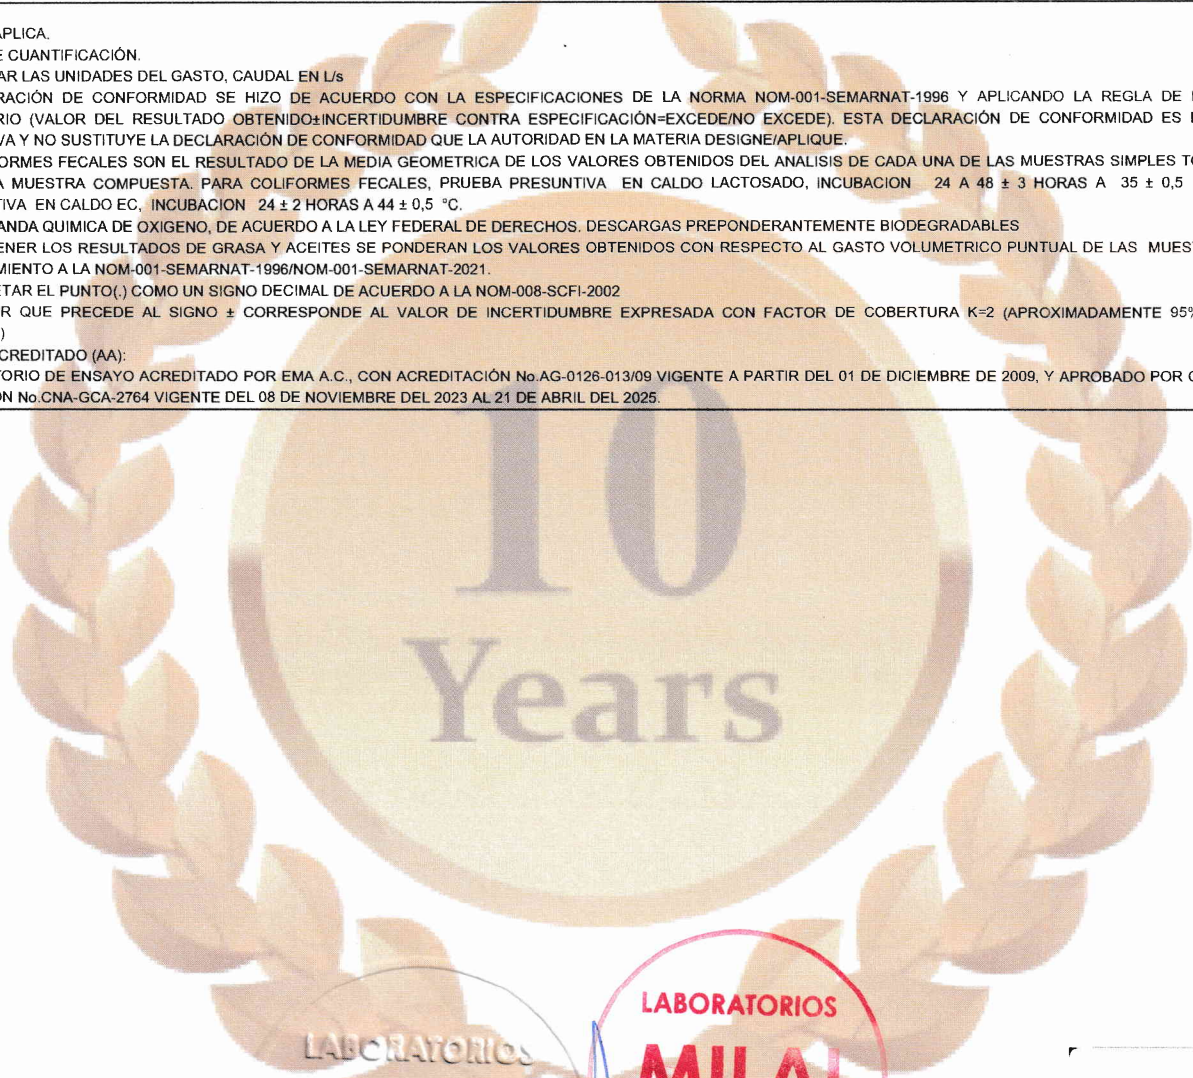 APLICA.
E CUANTIFICACIÓN.
AR LAS UNIDADES DEL GASTO, CAUDAL EN L/s
RACIÓN DE CONFORMIDAD SE HIZO DE ACUERDO CON LA ESPECIFICACIONES DE LA NORMA NOM-001-SEMARNAT-1996 Y APLICANDO LA REGLA DE
RIO (VALOR DEL RESULTADO OBTENIDO±INCERTIDUMBRE CONTRA ESPECIFICACIÓN=EXCEDE/NO EXCEDE). ESTA DECLARACIÓN DE CONFORMIDAD ES
VA Y NO SUSTITUYE LA DECLARACIÓN DE CONFORMIDAD QUE LA AUTORIDAD EN LA MATERIA DESIGNE/APLIQUE.
ORMES FECALES SON EL RESULTADO DE LA MEDIA GEOMETRICA DE LOS VALORES OBTENIDOS DEL ANALISIS DE CADA UNA DE LAS MUESTRAS SIMPLES TO
A MUESTRA COMPUESTA. PARA COLIFORMES FECALES, PRUEBA PRESUNTIVA EN CALDO LACTOSADO, INCUBACION 24 A 48 ± 3 HORAS A 35 ± 0,5
TIVA EN CALDO EC, INCUBACION 24 ± 2 HORAS A 44 ± 0,5 °C.
ANDA QUIMICA DE OXIGENO, DE ACUERDO A LA LEY FEDERAL DE DERECHOS. DESCARGAS PREPONDERANTEMENTE BIODEGRADABLES
ENER LOS RESULTADOS DE GRASA Y ACEITES SE PONDERAN LOS VALORES OBTENIDOS CON RESPECTO AL GASTO VOLUMETRICO PUNTUAL DE LAS MUES
MIENTO A LA NOM-001-SEMARNAT-1996/NOM-001-SEMARNAT-2021.
ETAR EL PUNTO(.) COMO UN SIGNO DECIMAL DE ACUERDO A LA NOM-008-SCFI-2002
R QUE PRECEDE AL SIGNO ± CORRESPONDE AL VALOR DE INCERTIDUMBRE EXPRESADA CON FACTOR DE COBERTURA K=2 (APROXIMADAMENTE 95%
)
CREDITADO (AA):
TORIO DE ENSAYO ACREDITADO POR EMA A.C., CON ACREDITACIÓN No.AG-0126-013/09 VIGENTE A PARTIR DEL 01 DE DICIEMBRE DE 2009, Y APROBADO POR
ÓN No.CNA-GCA-2764 VIGENTE DEL 08 DE NOVIEMBRE DEL 2023 AL 21 DE ABRIL DEL 2025.
10
Years
LABORATORIOS
LABORATORIOS